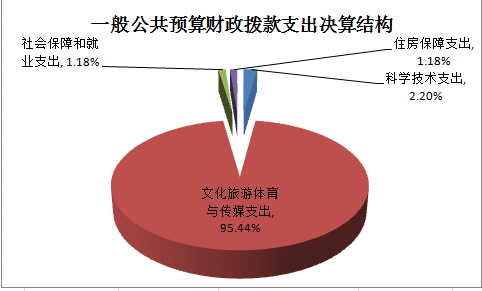 一般公共预算财政拨款支出决算结构
社会保障和就
业支出, 1.18%
住房保障支出,
1.18%
科学技术支出,
2.20%
文化旅游体育
与传媒支出,
95.44%